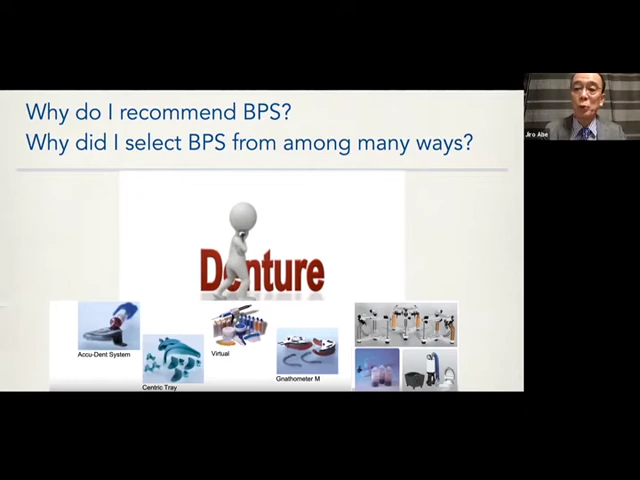 Why do I recommend BPS?
Why did I select BPS from among many ways?
Jiro Abe
Denture
Accu-Dent System
Virtual
Centric Tray
Gnathometer M